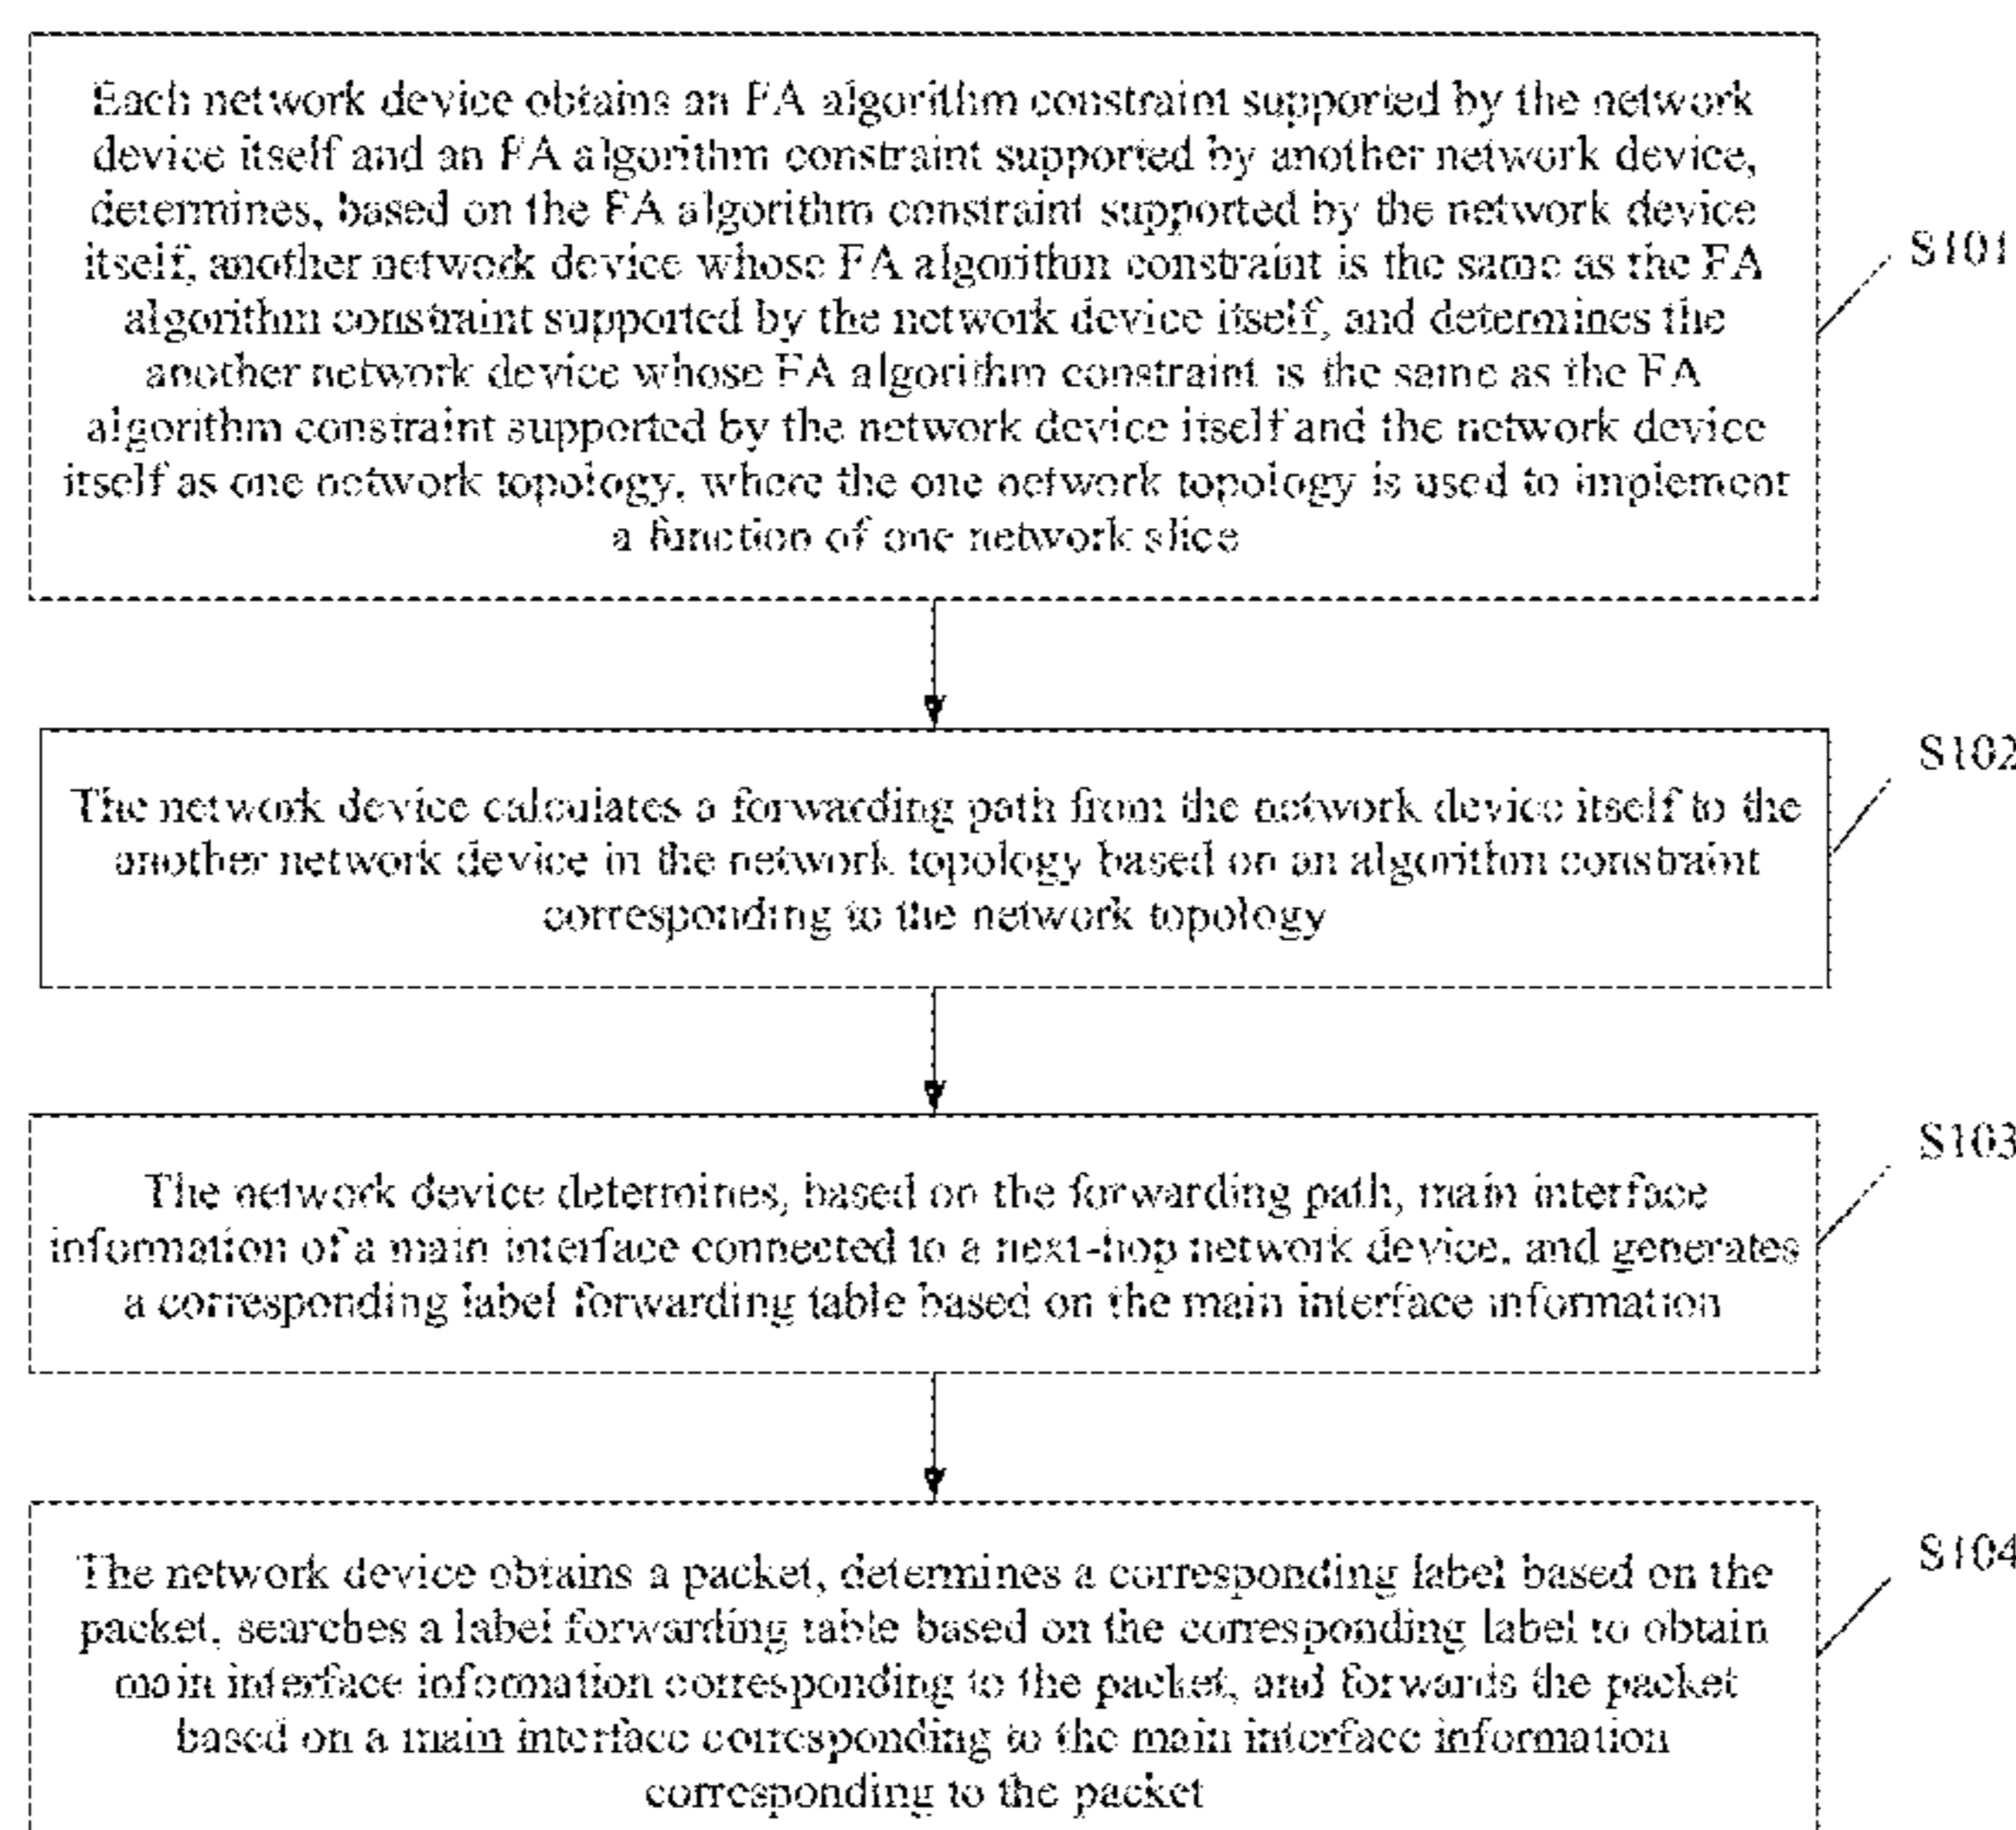 Each network device obtains an FA algorithm constraint supported by the network
device itself and an FA algorithm constraint supported by another network device,
determines, based on the FA algorithm constraint supported by the network device
itself, another network device whose FA algorithm constraint is the same as the FA
algorithm constraint supported by the network device itself, and determines the
another network device whose FA algorithm constraint is the same as the FA
algorithm constraint supported by the network device itself and the network device
itself as one network topology, where the one network topology is used to implement
a function of one network slice
S101
The network device calculates a forwarding path from the network device itself to the
another network device in the network topology based on an algorithm constraint
corresponding to the network topology
S102
The network device determines, based on the forwarding path, main interface
information of a main interface connected to a next-hop network device, and generates
a corresponding label forwarding table based on the main interface information
S103
The network device obtains a packet, determines a corresponding label based on the
packet, searches a label forwarding table based on the corresponding label to obtain
main interface information corresponding to the packet, and forwards the packet
based on a main interface corresponding to the main interface information
corresponding to the packet
S104